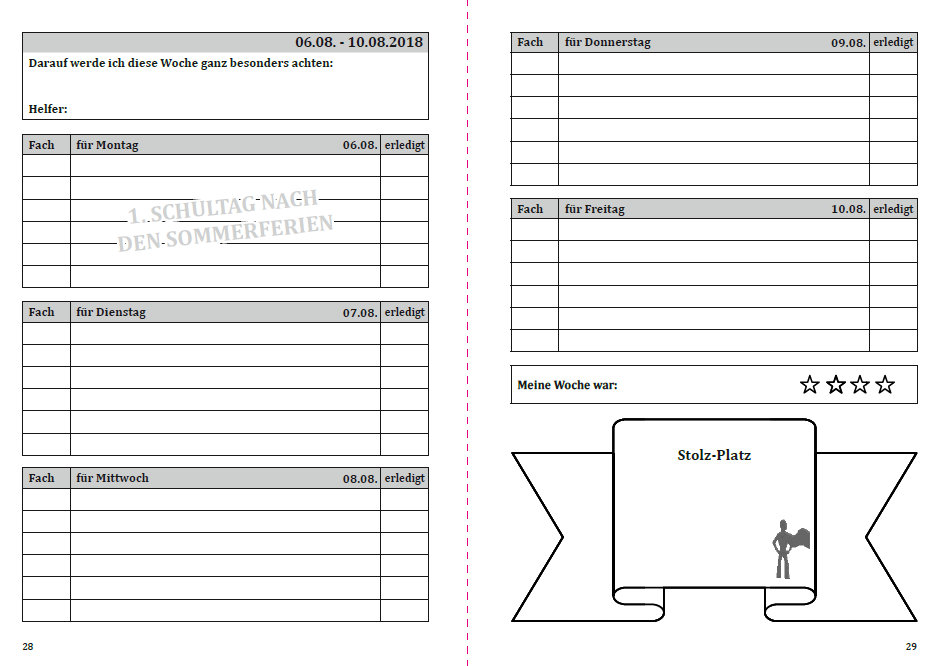 06.08. - 10.08.2018
Darauf werde ich diese Woche ganz besonders achten:
Helfer:
Fach für Montag 06.08. erledigt
1. SCHULTAG NACH
DEN SOMMERFERIEN
Fach für Dienstag 07.08. erledigt
Fach für Mittwoch 08.08. erledigt
28
Fach für Donnerstag 09.08. erledigt
Fach für Freitag 10.08. erledigt
Meine Woche war:
Stolz-Platz
29